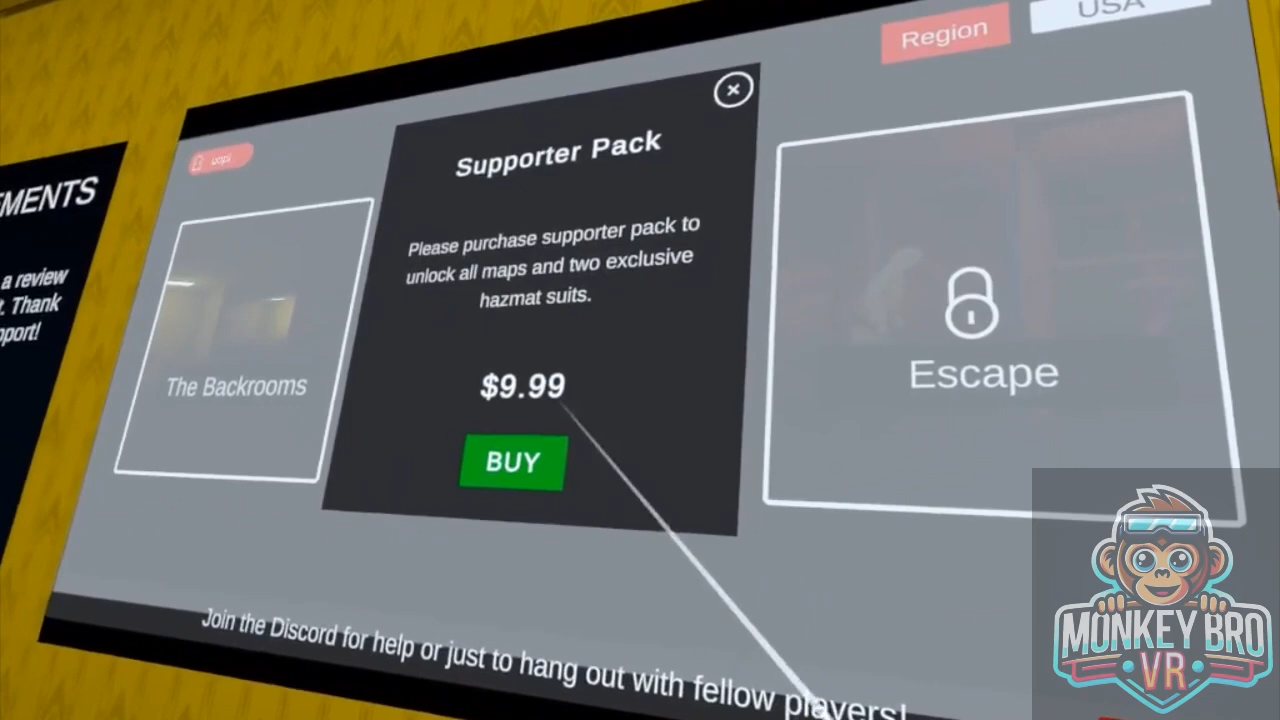 EMENTS
a review
t. Thank
pport!
Region
USA
Supporter Pack
Please purchase supporter pack to
unlock all maps and two exclusive
hazmat suits.
$9.99
BUY
The Backrooms
Escape
Join the Discord for help or just to hang out with fellow players!
MONKEY BRO
VR